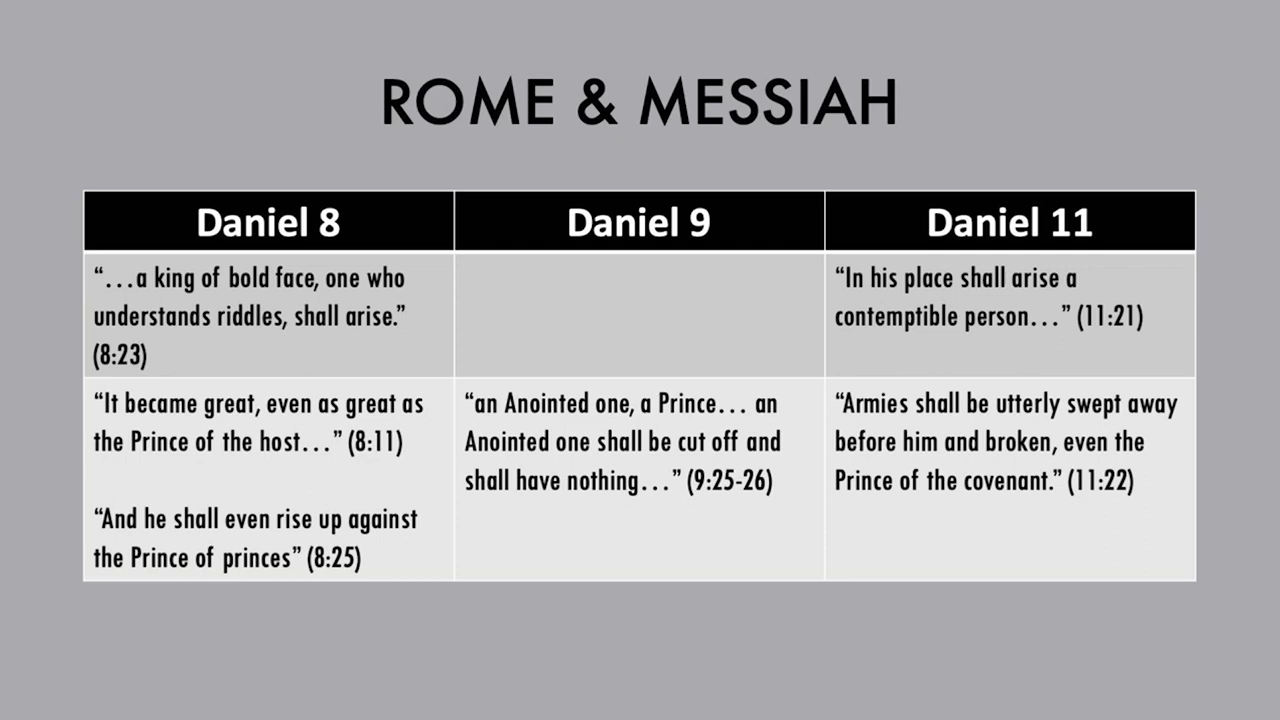 ROME & MESSIAH
Daniel 8
Daniel 9
Daniel 11
“...a king of bold face, one who
understands riddles, shall arise.”
(8:23)
“In his place shall arise a
contemptible person...” (11:21)
“It became great, even as great as
the Prince of the host...” (8:11)
“And he shall even rise up against
the Prince of princes” (8:25)
“an Anointed one, a Prince... an
Anointed one shall be cut off and
shall have nothing...” (9:25-26)
“Armies shall be utterly swept away
before him and broken, even the
Prince of the covenant.” (11:22)